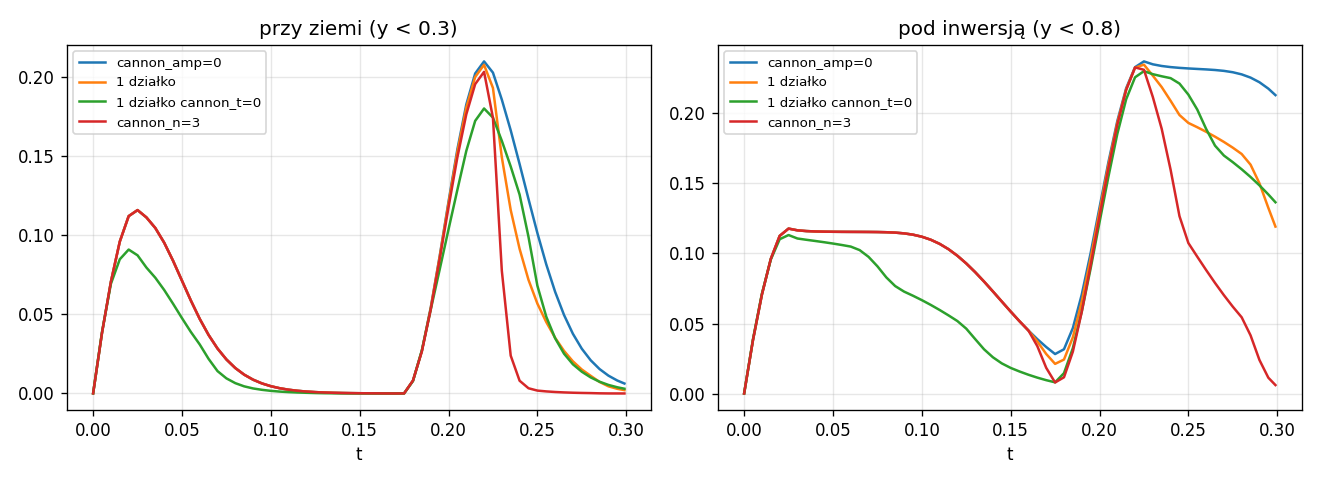 przy ziemi (y < 0.3)
cannon_amp=0
1 działko
1 działko cannon_t=0
cannon_n=3
0.20
0.15
0.10
0.05
0.00
0.00 0.05 0.10 0.15 0.20 0.25 0.30
t
pod inwersją (y < 0.8)
cannon_amp=0
1 działko
1 działko cannon_t=0
cannon_n=3
0.20
0.15
0.10
0.05
0.00
0.00 0.05 0.10 0.15 0.20 0.25 0.30
t